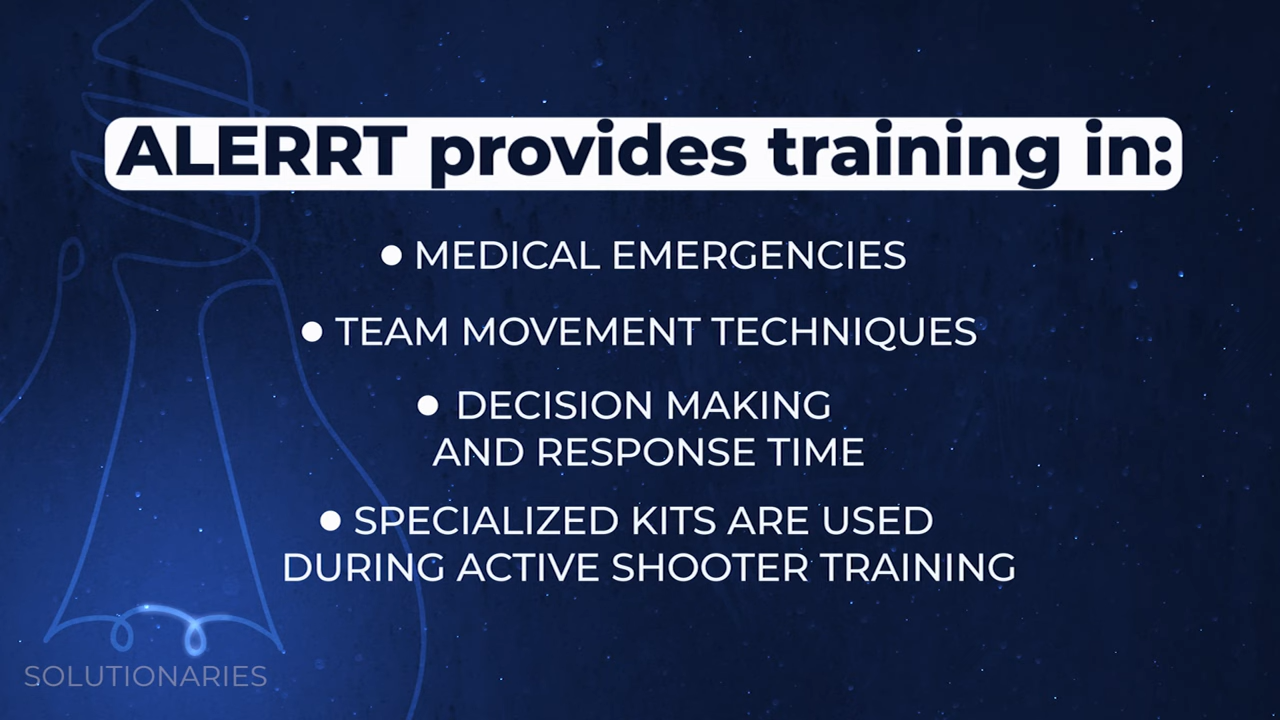 ALERRT provides training in:
● MEDICAL EMERGENCIES
● TEAM MOVEMENT TECHNIQUES
● DECISION MAKING
AND RESPONSE TIME
● SPECIALIZED KITS ARE USED
DURING ACTIVE SHOOTER TRAINING
SOLUTIONARIES